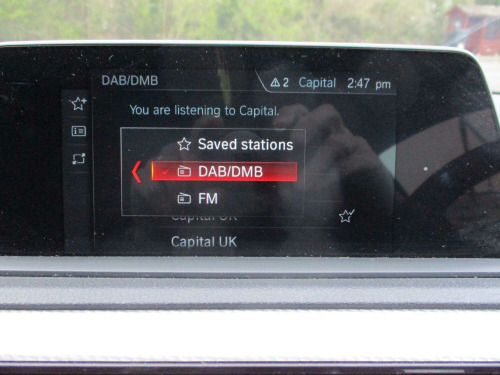 DAB/DMB
2 Capital 2:47 pm
You are listening to Capital.
Saved stations
DAB/DMB
FM
Capital UK
Capital UK